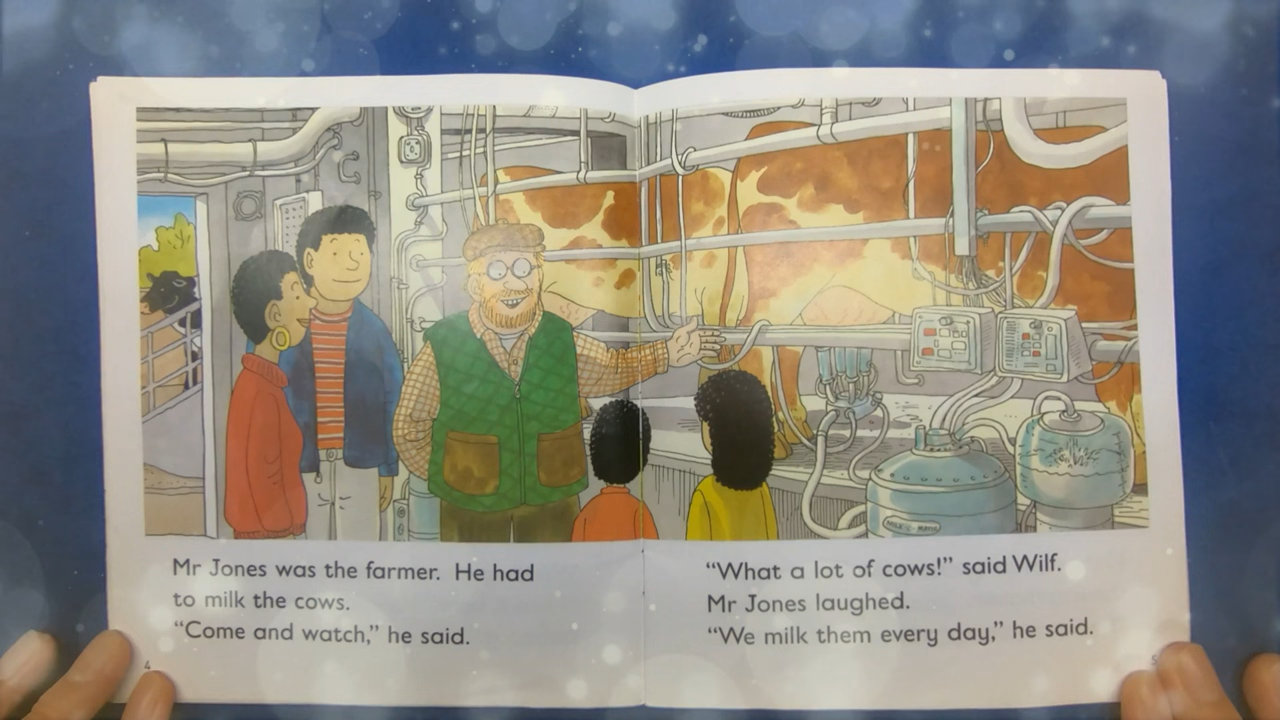 Mr Jones was the farmer. He had
to milk the cows.
“Come and watch,” he said.
4
“What a lot of cows!” said Wilf.
Mr Jones laughed.
“We milk them every day,” he said.
5